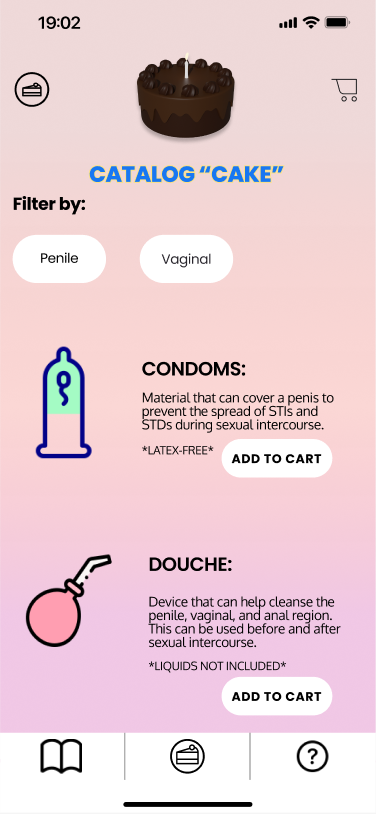 19:02
CATALOG “CAKE”
Filter by:
Penile
Vaginal
CONDOMS:
Material that can cover a penis to
prevent the spread of STIs and
STDs during sexual intercourse.
*LATEX-FREE*
ADD TO CART
DOUCHE:
Device that can help cleanse the
penile, vaginal, and anal region.
This can be used before and after
sexual intercourse.
*LIQUIDS NOT INCLUDED*
ADD TO CART
?